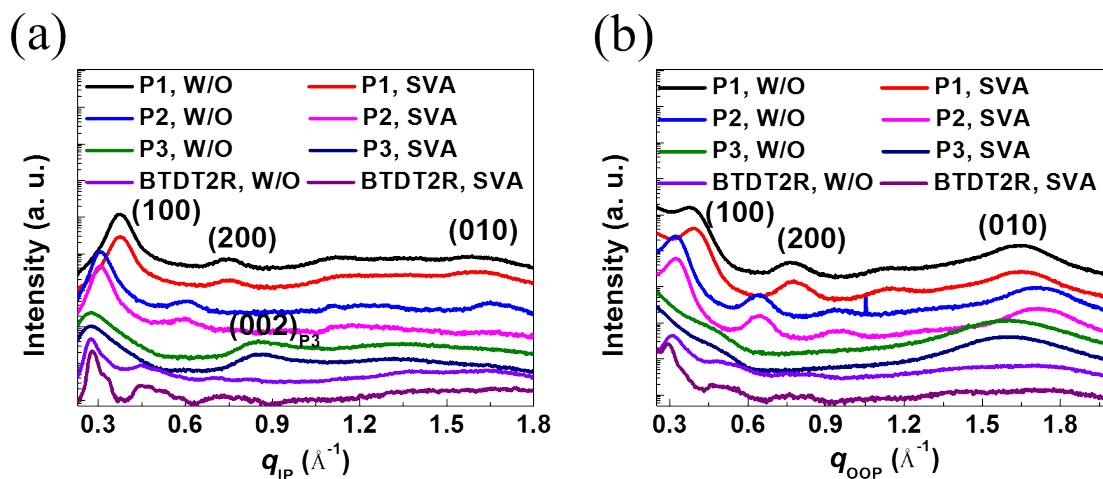 (a)
P1, W/O P1, SVA
P2, W/O P2, SVA
P3, W/O P3, SVA
BTDT2R, W/O BTDT2R, SVA
(100)
(200)
(010)
(002)P3
Intensity (a. u.)
0.3 0.6 0.9 1.2 1.5 1.8
qIP (Å-1)
(b)
P1, W/O P1, SVA
P2, W/O P2, SVA
P3, W/O P3, SVA
BTDT2R, W/O BTDT2R, SVA
(100)
(200)
(010)
Intensity (a. u.)
0.3 0.6 0.9 1.2 1.5 1.8
qOOP (Å-1)